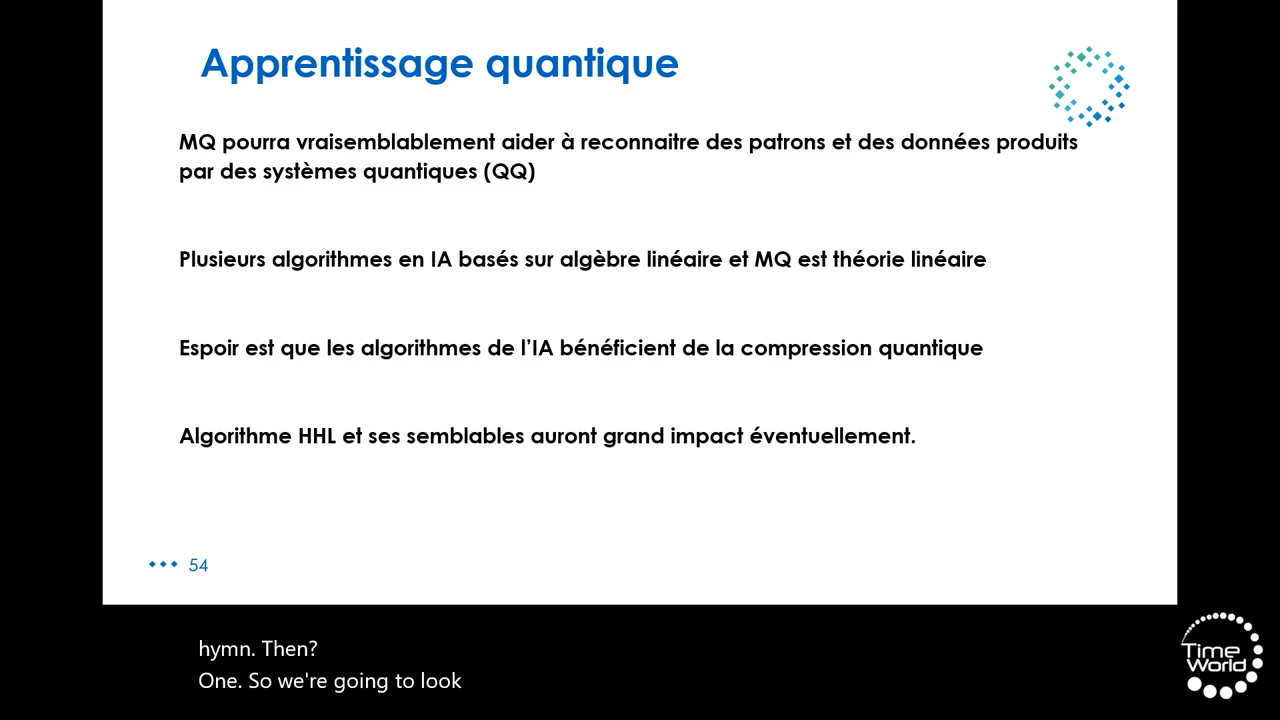 Apprentissage quantique
MQ pourra vraisemblablement aider à reconnaitre des patrons et des données produits
par des systèmes quantiques (QQ)
Plusieurs algorithmes en IA basés sur algèbre linéaire et MQ est théorie linéaire
Espoir est que les algorithmes de l’IA bénéficient de la compression quantique
Algorithme HHL et ses semblables auront grand impact éventuellement.
54
hymn. Then?
One. So we're going to look
Time
World